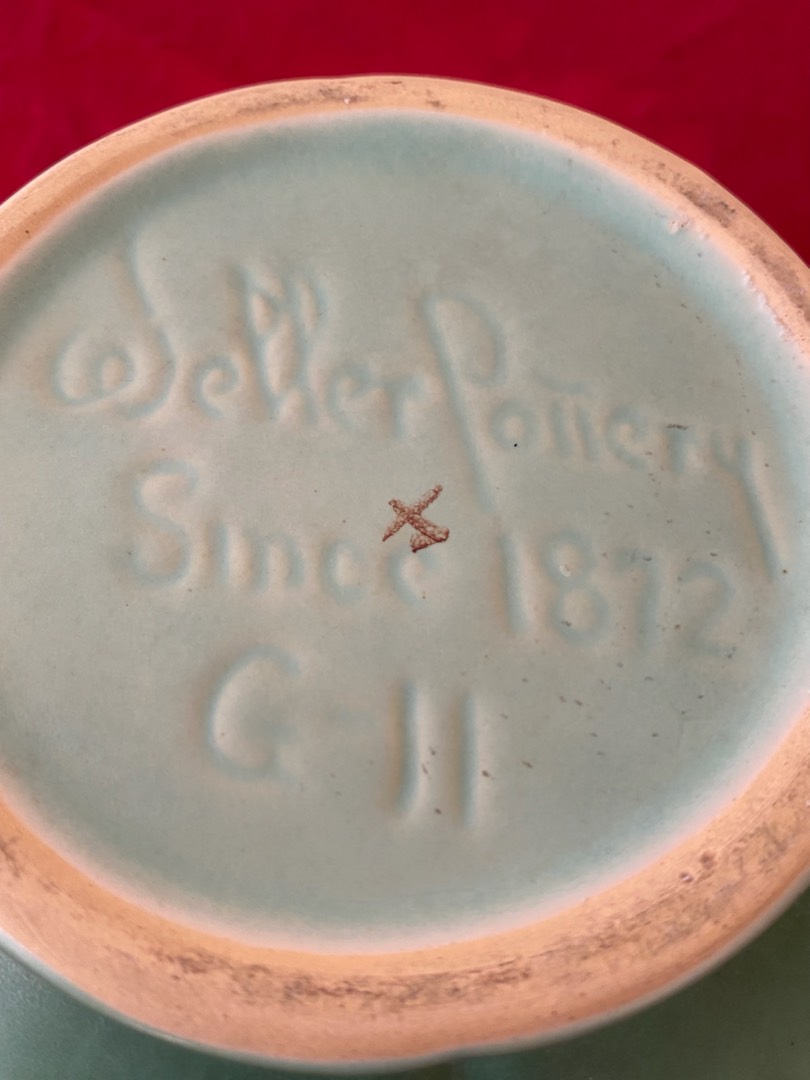 Weller Pottery
Since 1872
G-11